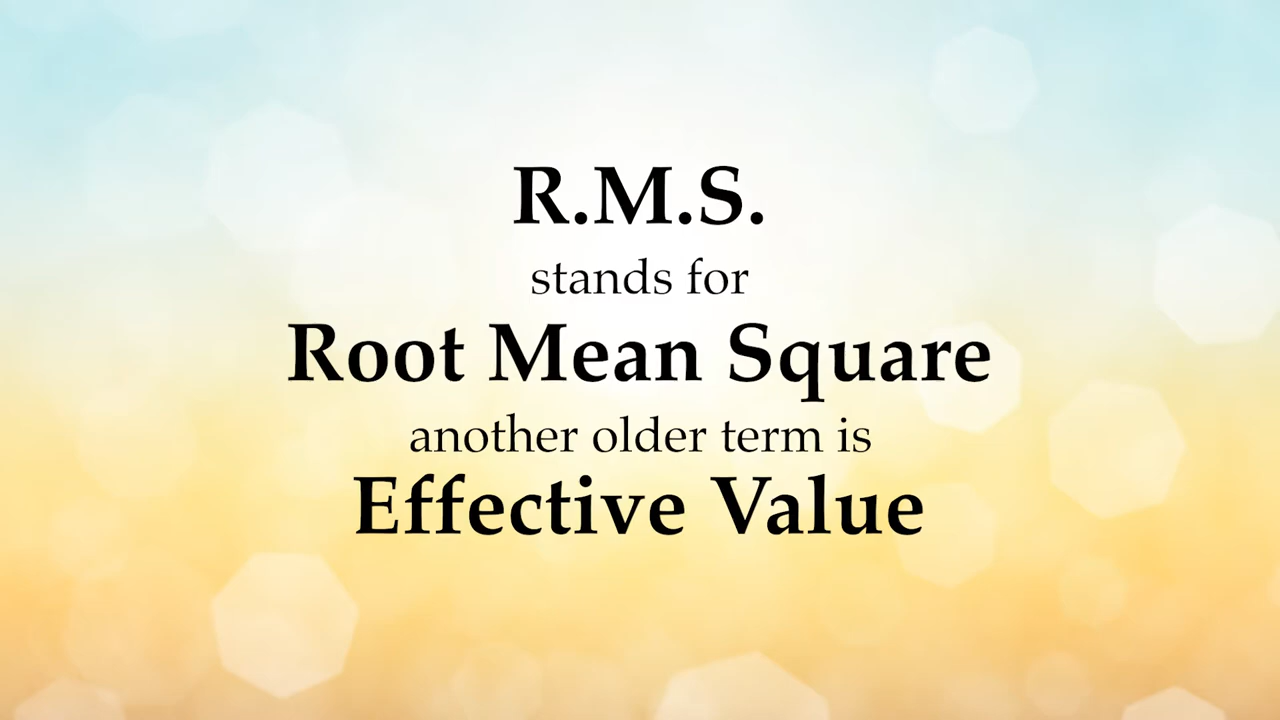 R.M.S.
stands for
Root Mean Square
another older term is
Effective Value